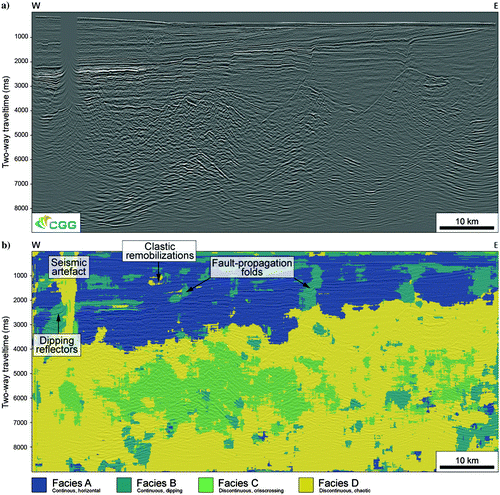 a) W E
1000
2000
3000
4000
5000
6000
7000
8000
Two-way traveltime (ms)
CGG
10 km
b) W E
Seismic artefact
Clastic remobilizations
Fault-propagation folds
Dipping reflectors
1000
2000
3000
4000
5000
6000
7000
8000
9000
Two-way traveltime (ms)
10 km
Facies A
Continous, horizontal
Facies B
Continuous, dipping
Facies C
Discontinuous, crisscrossing
Facies D
Discontinuous, chaotic